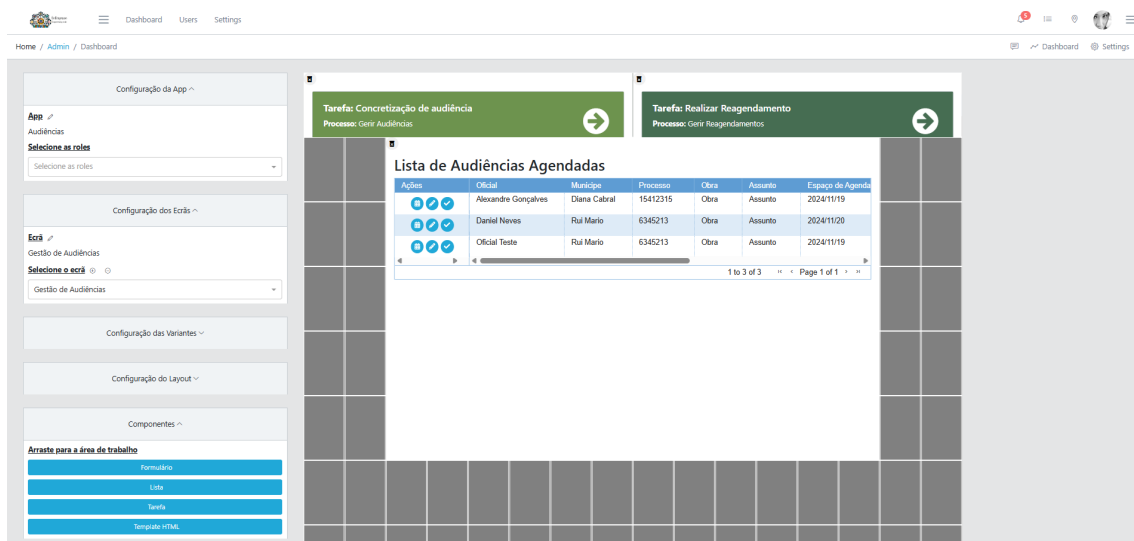 Dashboard Users Settings
5
Home / Admin / Dashboard
Dashboard Settings
Configuração da App
App
Audiências
Selecione as roles
Selecione as roles
Configuração dos Ecrãs
Ecrã
Gestão de Audiências
Selecione o ecrã
Gestão de Audiências
Configuração das Variantes
Configuração do Layout
Componentes
Arraste para a área de trabalho
Formulário
Lista
Tarefa
Template HTML
Tarefa: Concretização de audiência
Processo: Gerir Audiências
Tarefa: Realizar Reagendamento
Processo: Gerir Reagendamentos
Lista de Audiências Agendadas
Ações Oficial Munícipe Processo Obra Assunto Espaço de Agenda
Alexandre Gonçalves Diana Cabral 15412315 Obra Assunto 2024/11/19
Daniel Neves Rui Mario 6345213 Obra Assunto 2024/11/20
Oficial Teste Rui Mario 6345213 Obra Assunto 2024/11/19
1 to 3 of 3 Page 1 of 1